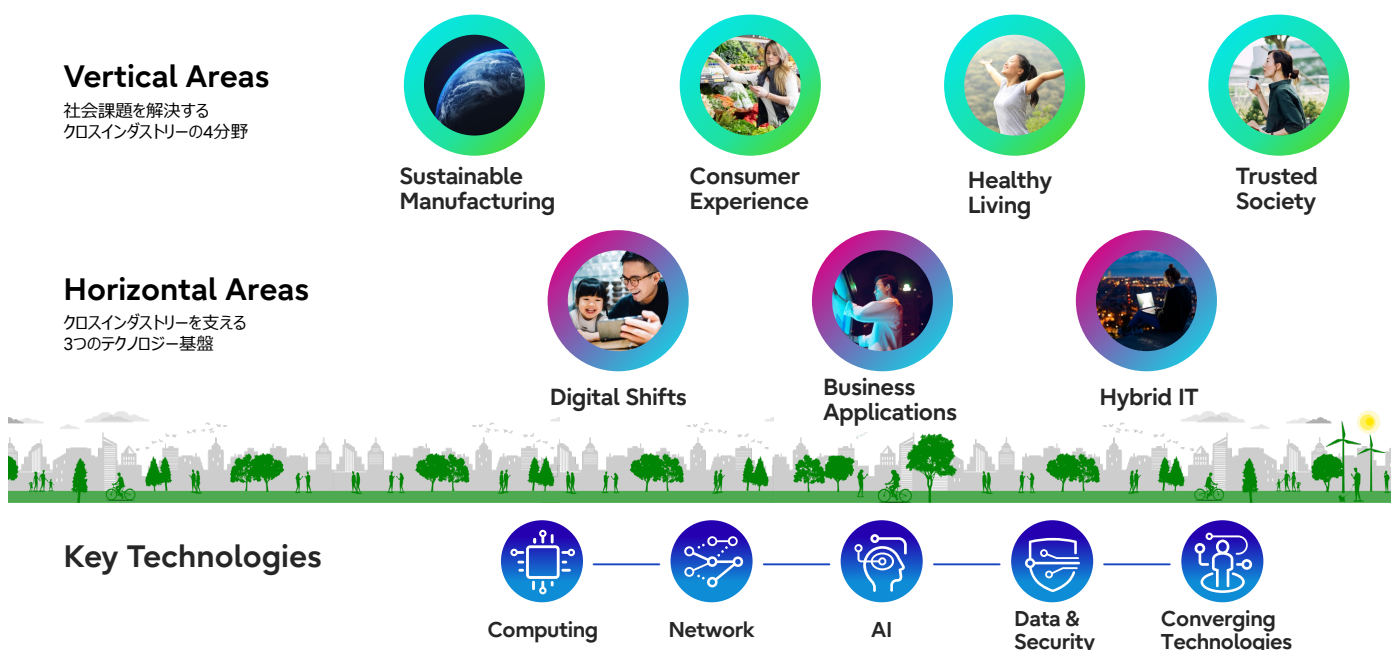 Vertical Areas
社会課題を解決する
クロスインダストリーの4分野
Sustainable
Manufacturing
Consumer
Experience
Healthy
Living
Trusted
Society
Horizontal Areas
クロスインダストリーを支える
3つのテクノロジー基盤
Digital Shifts
Business
Applications
Hybrid IT
Key Technologies
Computing
Network
AI
Data &
Security
Converging
Technologies